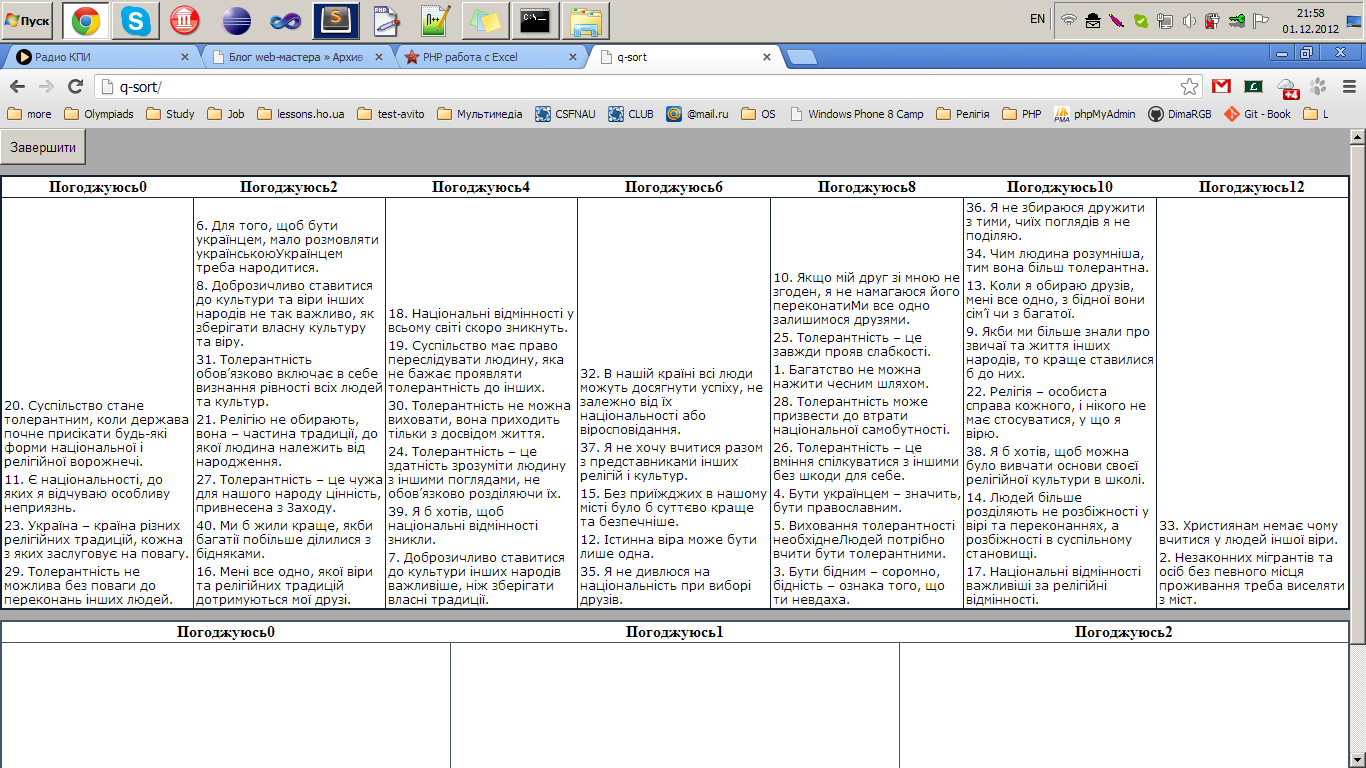 Пуск
EN
21:58
01.12.2012
Радио КПИ
Блог web-мастера » Архив
PHP работа с Excel
q-sort
q-sort/
more
Olympiads
Study
Job
lessons.ho.ua
test-avito
Мультимедіа
CSFNAU
CLUB
@mail.ru
OS
Windows Phone 8 Camp
Релігія
PHP
phpMyAdmin
DimaRGB
Git - Book
L
Завершити
Погоджуюсь0
20. Суспільство стане
толерантним, коли держава
почне присікати будь-які
форми національної і
релігійної ворожнечі.
11. Є національності, до
яких я відчуваю особливу
неприязнь.
23. Україна – країна різних
релігійних традицій, кожна
з яких заслуговує на повагу.
29. Толерантність не
можлива без поваги до
переконань інших людей.
Погоджуюсь2
6. Для того, щоб бути
українцем, мало розмовляти
українськоюУкраїнцем
треба народитися.
8. Доброзичливо ставитися
до культури та віри інших
народів не так важливо, як
зберігати власну культуру
та віру.
31. Толерантність
обов’язково включає в себе
визнання рівності всіх людей
та культур.
21. Релігію не обирають,
вона – частина традиції, до
якої людина належить від
народження.
27. Толерантність – це чужа
для нашого народу цінність,
привнесена з Заходу.
40. Ми б жили краще, якби
багатії побільше ділилися з
бідняками.
16. Мені все одно, якої віри
та релігійних традицій
дотримуються мої друзі.
Погоджуюсь4
18. Національні відмінності у
всьому світі скоро зникнуть.
19. Суспільство має право
переслідувати людину, яка
не бажає проявляти
толерантність до інших.
30. Толерантність не можна
виховати, вона приходить
тільки з досвідом життя.
24. Толерантність – це
здатність зрозуміти людину
з іншими поглядами, не
обов’язково розділяючи їх.
39. Я б хотів, щоб
національні відмінності
зникли.
7. Доброзичливо ставитися
до культури інших народів
важливіше, ніж зберігати
власні традиції.
Погоджуюсь6
32. В нашій країні всі люди
можуть досягнути успіху, не
залежно від їх
національності або
віросповідання.
37. Я не хочу вчитися разом
з представниками інших
релігій і культур.
15. Без приїжджих в нашому
місті було б суттєво краще
та безпечніше.
12. Істинна віра може бути
лише одна.
35. Я не дивлюся на
національність при виборі
друзів.
Погоджуюсь8
10. Якщо мій друг зі мною не
згоден, я не намагаюся його
переконатиМи все одно
залишимося друзями.
25. Толерантність – це
завжди прояв слабкості.
1. Багатство не можна
нажити чесним шляхом.
28. Толерантність може
призвести до втрати
національної самобутності.
26. Толерантність – це
вміння спілкуватися з іншими
без шкоди для себе.
4. Бути українцем – значить,
бути православним.
5. Виховання толерантності
необхіднеЛюдей потрібно
вчити бути толерантними.
3. Бути бідним – соромно,
бідність – ознака того, що
ти невдаха.
Погоджуюсь10
36. Я не збираюся дружити
з тими, чиїх поглядів я не
поділяю.
34. Чим людина розумніша,
тим вона більш толерантна.
13. Коли я обираю друзів,
мені все одно, з бідної вони
сім’ї чи з багатої.
9. Якби ми більше знали про
звичаї та життя інших
народів, то краще ставилися
б до них.
22. Релігія – особиста
справа кожного, і нікого не
має стосуватися, у що я
вірю.
38. Я б хотів, щоб можна
було вивчати основи своєї
релігійної культури в школі.
14. Людей більше
розділяють не розбіжності у
вірі та переконаннях, а
розбіжності в суспільному
становищі.
17. Національні відмінності
важливіші за релігійні
відмінності.
Погоджуюсь12
33. Християнам немає чому
вчитися у людей іншої віри.
2. Незаконних мігрантів та
осіб без певного місця
проживання треба виселяти
з міст.
Погоджуюсь0
Погоджуюсь1
Погоджуюсь2